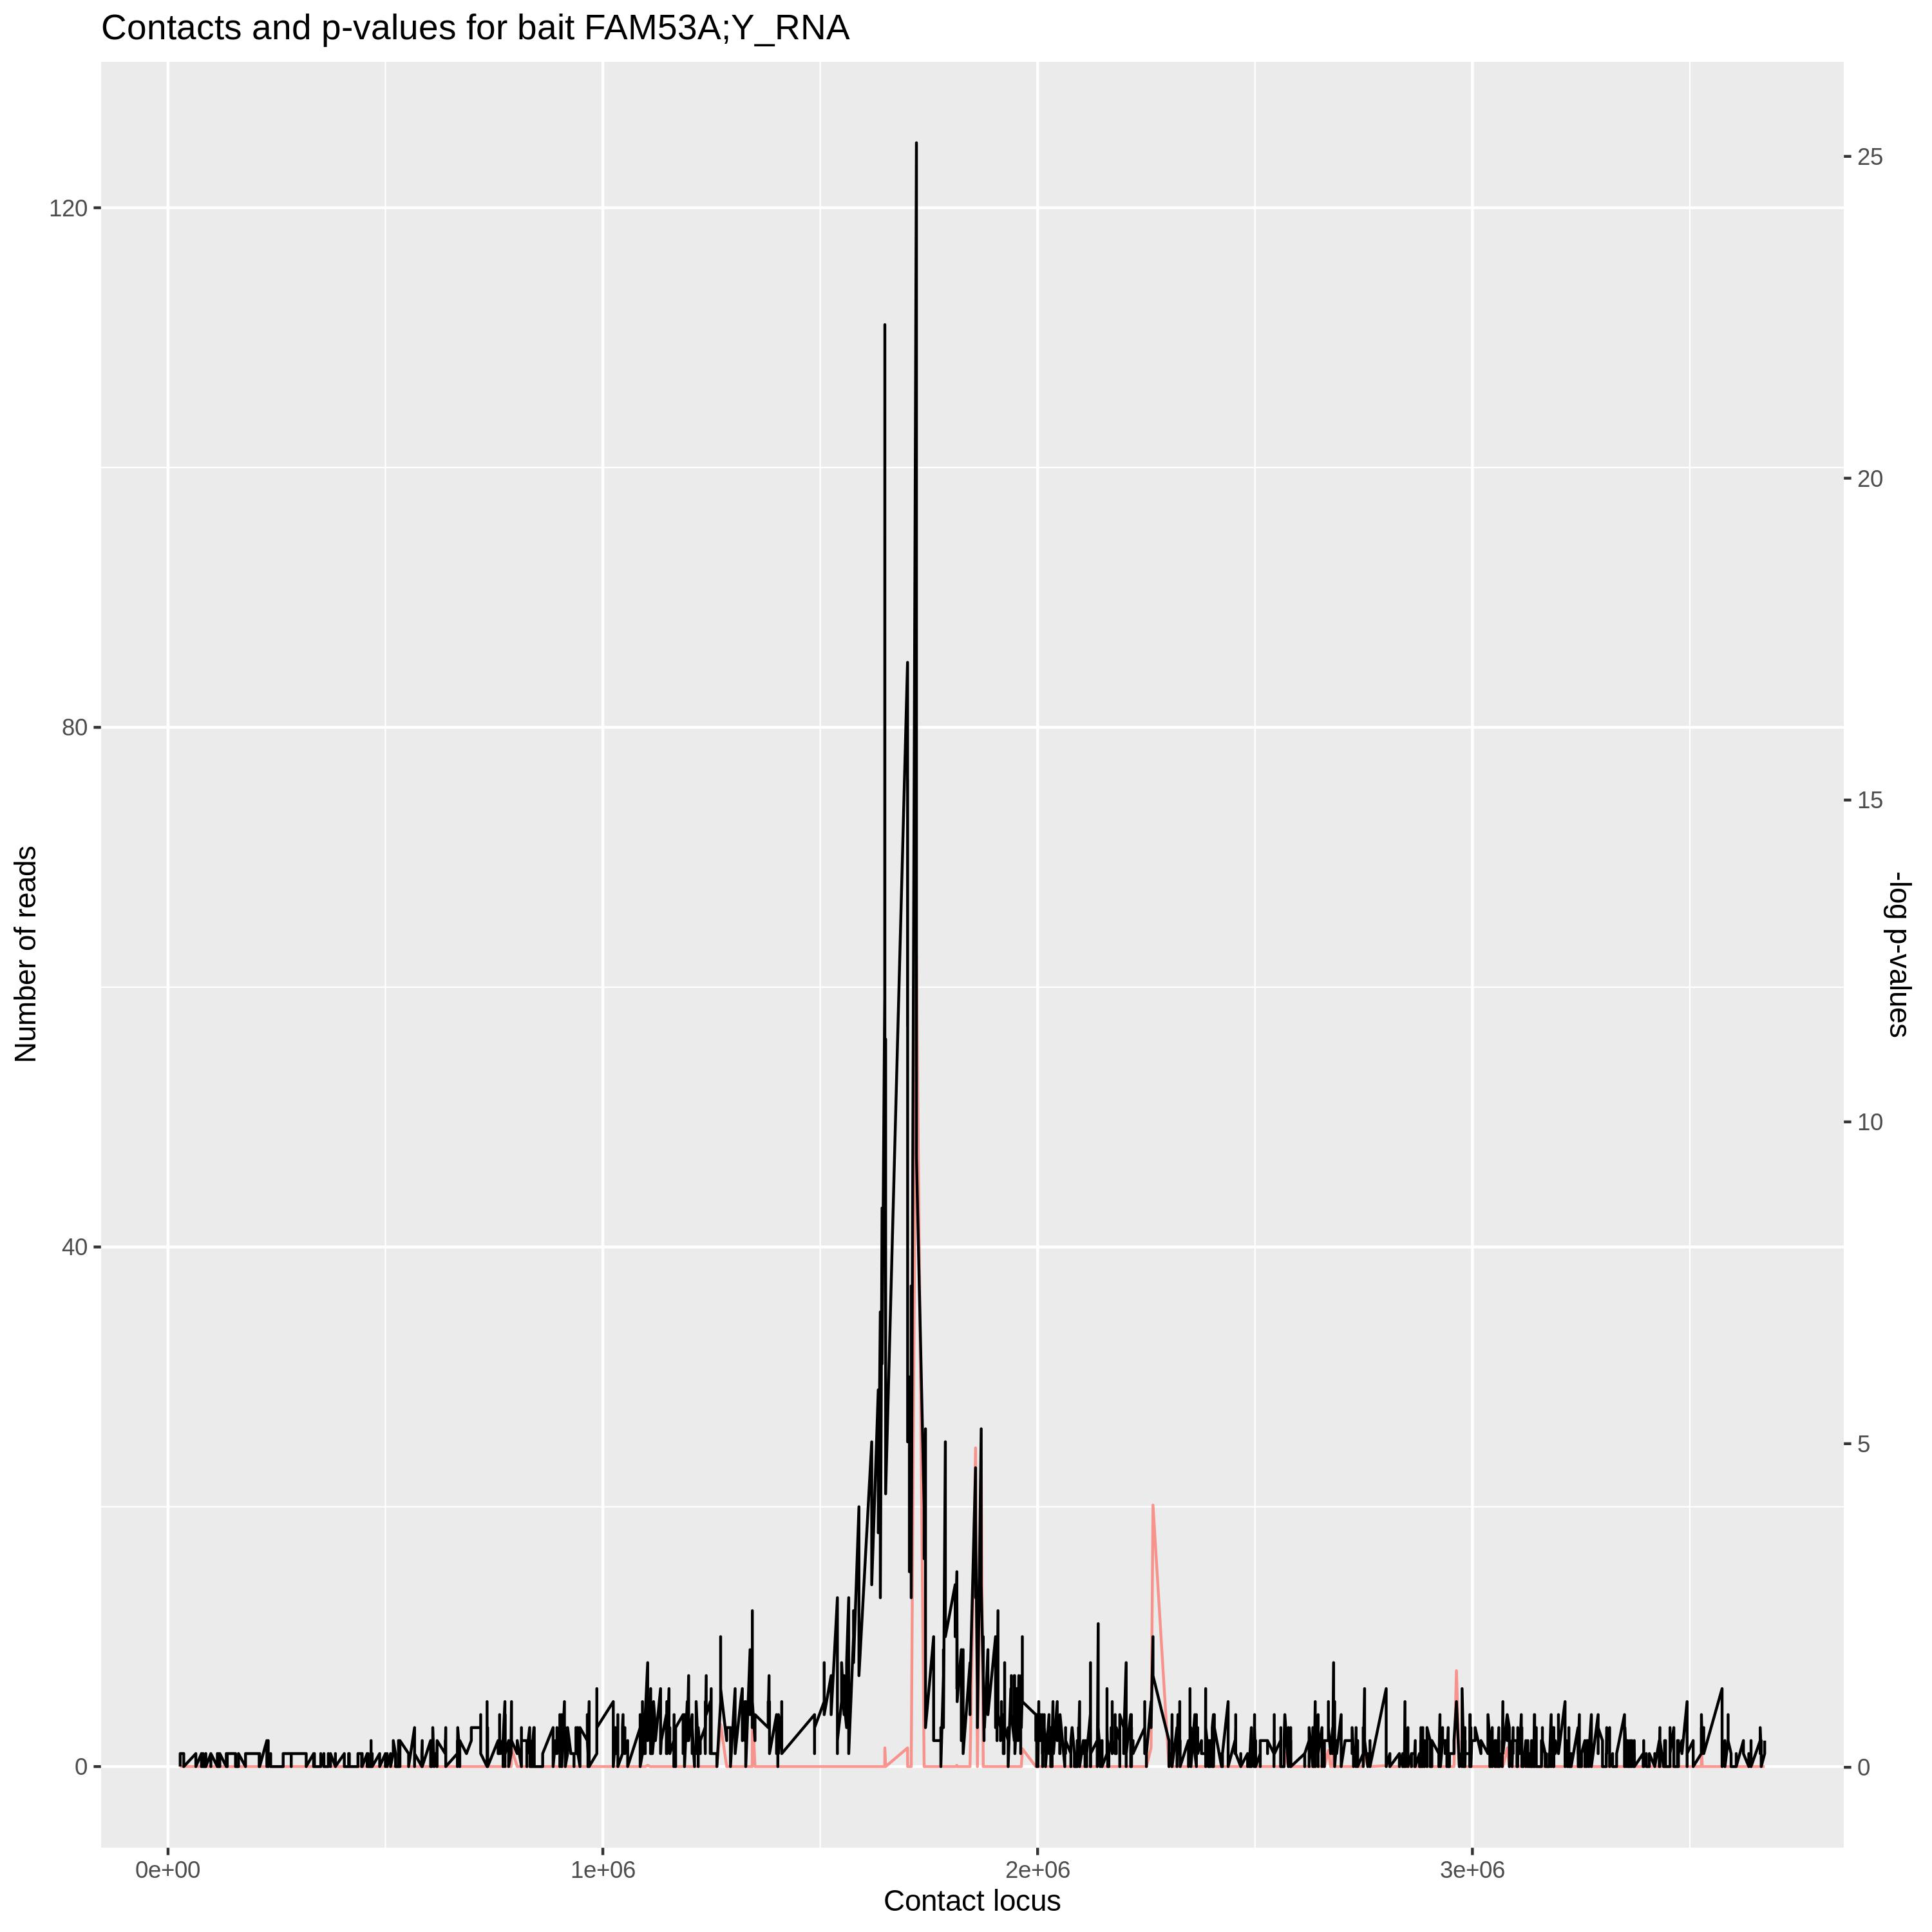 Contacts and p-values for bait FAM53A;Y_RNA
120
80
40
0
Number of reads
25
20
15
10
5
0
-log p-values
0e+00
1e+06
2e+06
3e+06
Contact locus